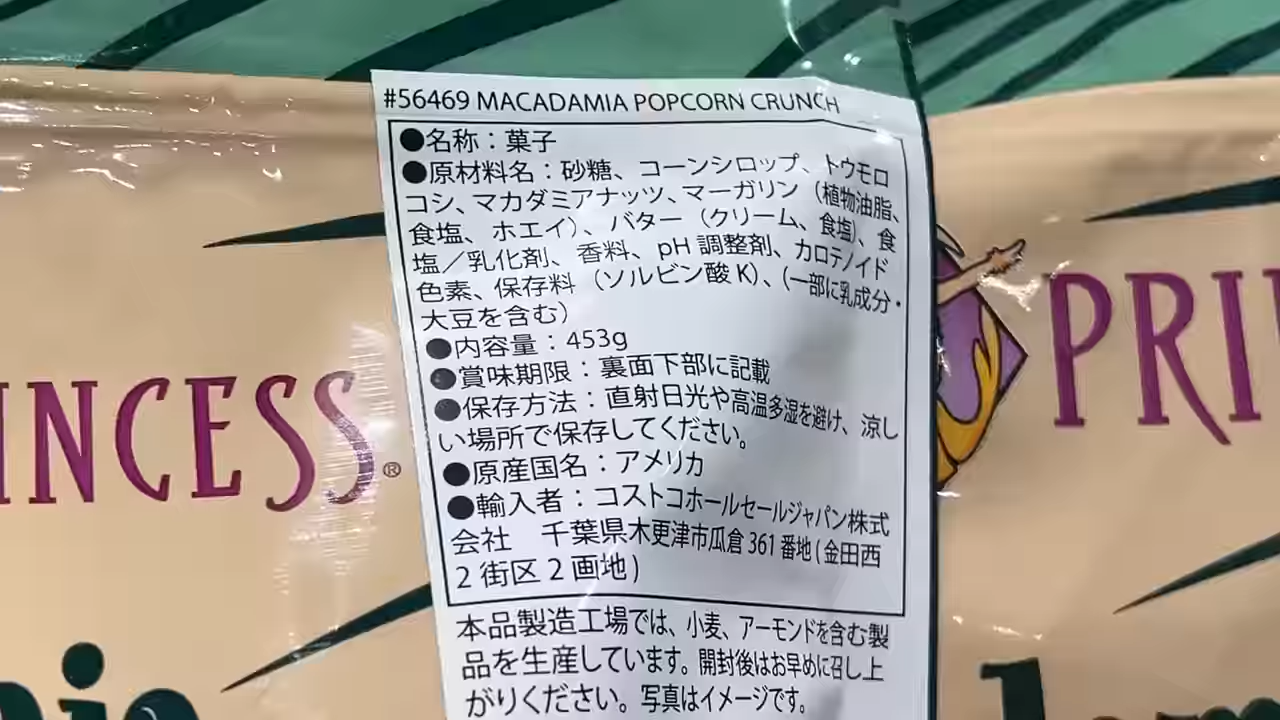 #56469 MACADAMIA POPCORN CRUNCH
●名称：菓子
●原材料名：砂糖、コーンシロップ、トウモロ
コシ、マカダミアナッツ、マーガリン（植物油脂、
食塩、ホエイ）、バター（クリーム、食塩）、食
塩／乳化剤、香料、pH 調整剤、カロテノイド
色素、保存料（ソルビン酸 K）、（一部に乳成分・
大豆を含む）
●内容量：453g
●賞味期限：裏面下部に記載
●保存方法：直射日光や高温多湿を避け、涼し
い場所で保存してください。
●原産国名：アメリカ
●輸入者：コストコホールセールジャパン株式
会社　千葉県木更津市瓜倉 361 番地 ( 金田西
2 街区 2 画地 )
本品製造工場では、小麦、アーモンドを含む製
品を生産しています。開封後はお早めに召し上
がりください。写真はイメージです。
INCESS®
PRI